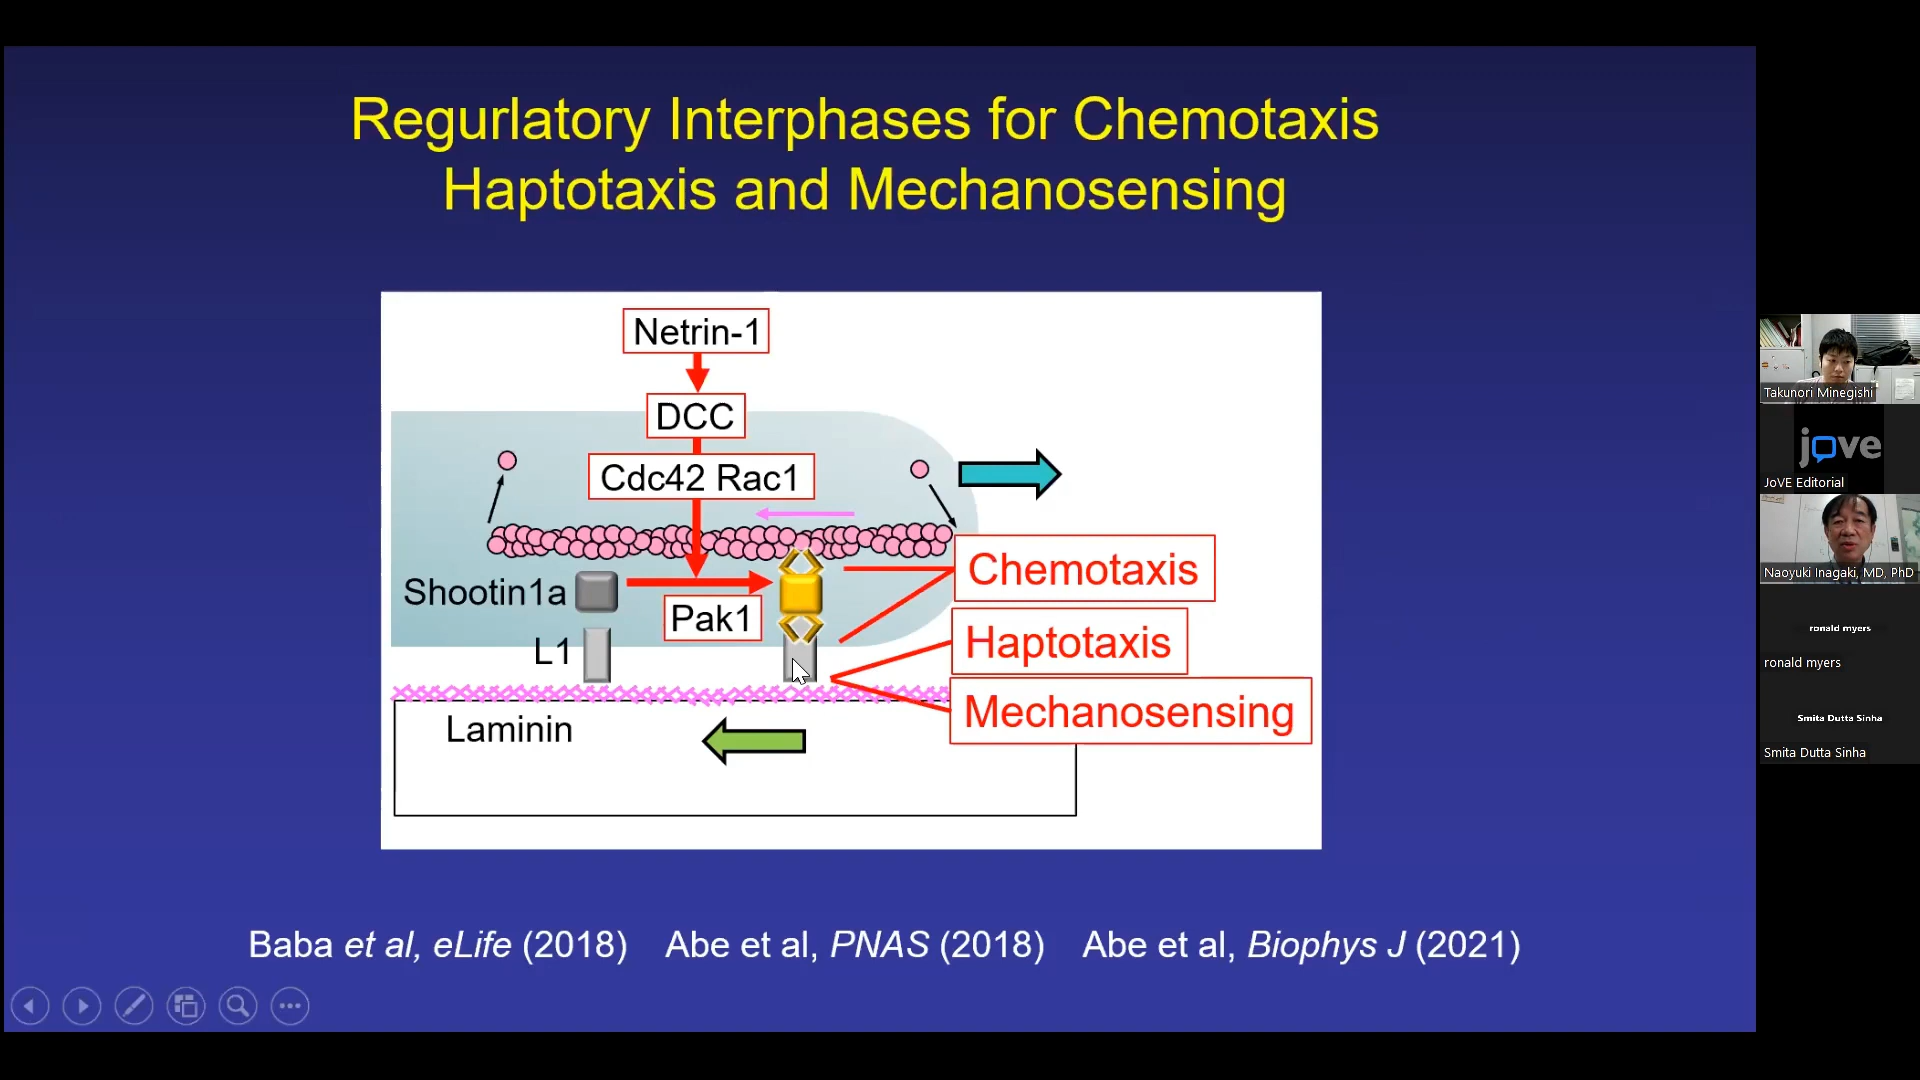 Regurlatory Interphases for Chemotaxis
Haptotaxis and Mechanosensing
Netrin-1
DCC
Cdc42 Rac1
Shootin1a
Pak1
L1
Chemotaxis
Haptotaxis
Mechanosensing
Laminin
Baba et al, eLife (2018) Abe et al, PNAS (2018) Abe et al, Biophys J (2021)
Takunori Minegishi
jove
JoVE Editorial
Naoyuki Inagaki, MD, PhD
ronald myers
ronald myers
Smita Dutta Sinha
Smita Dutta Sinha